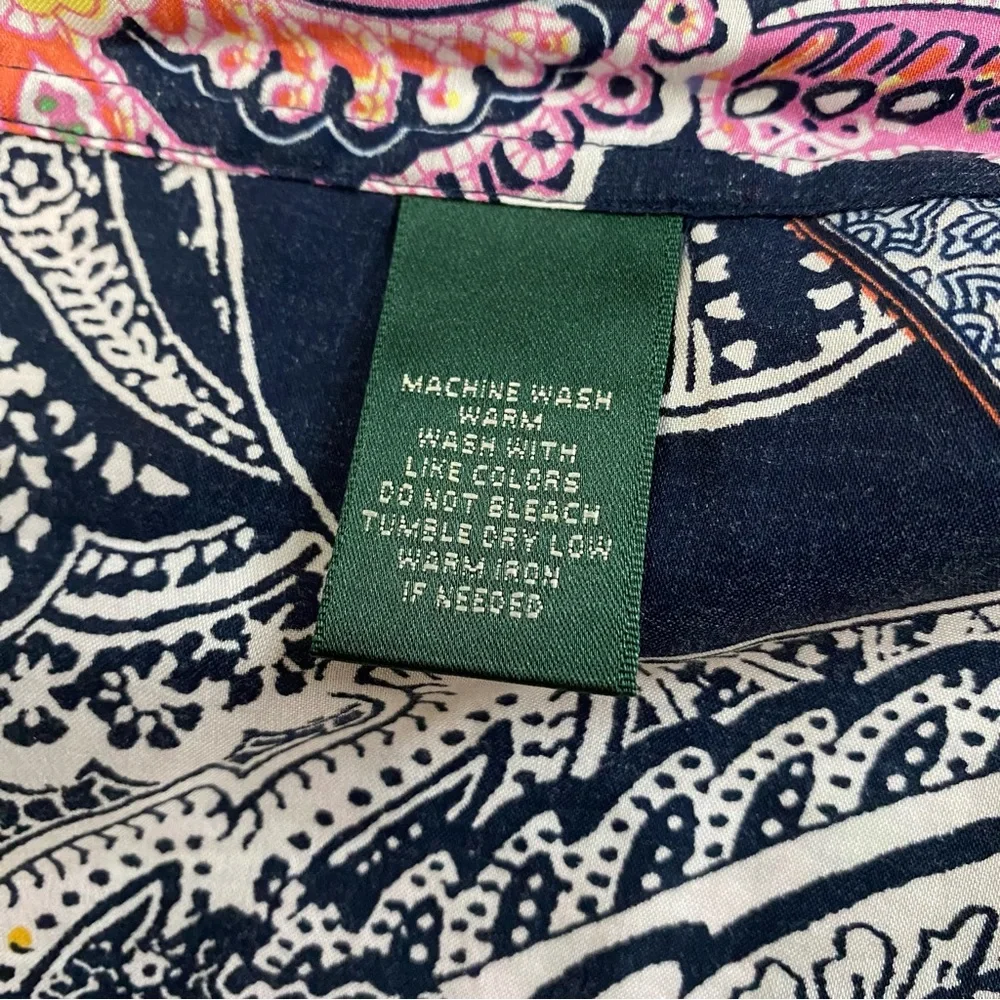 MACHINE WASH
WARM
WASH WITH
LIKE COLORS
DO NOT BLEACH
TUMBLE DRY LOW
WARM IRON
IF NEEDED